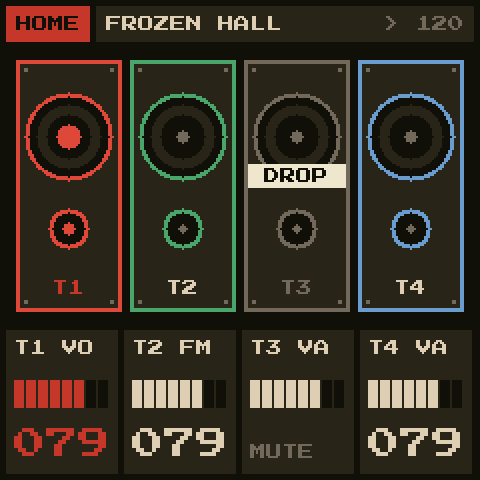 HOME FROZEN HALL > 120
DROP
T1 T2 T3 T4
T1 VO T2 FM T3 VA T4 VA
079 079 MUTE 079